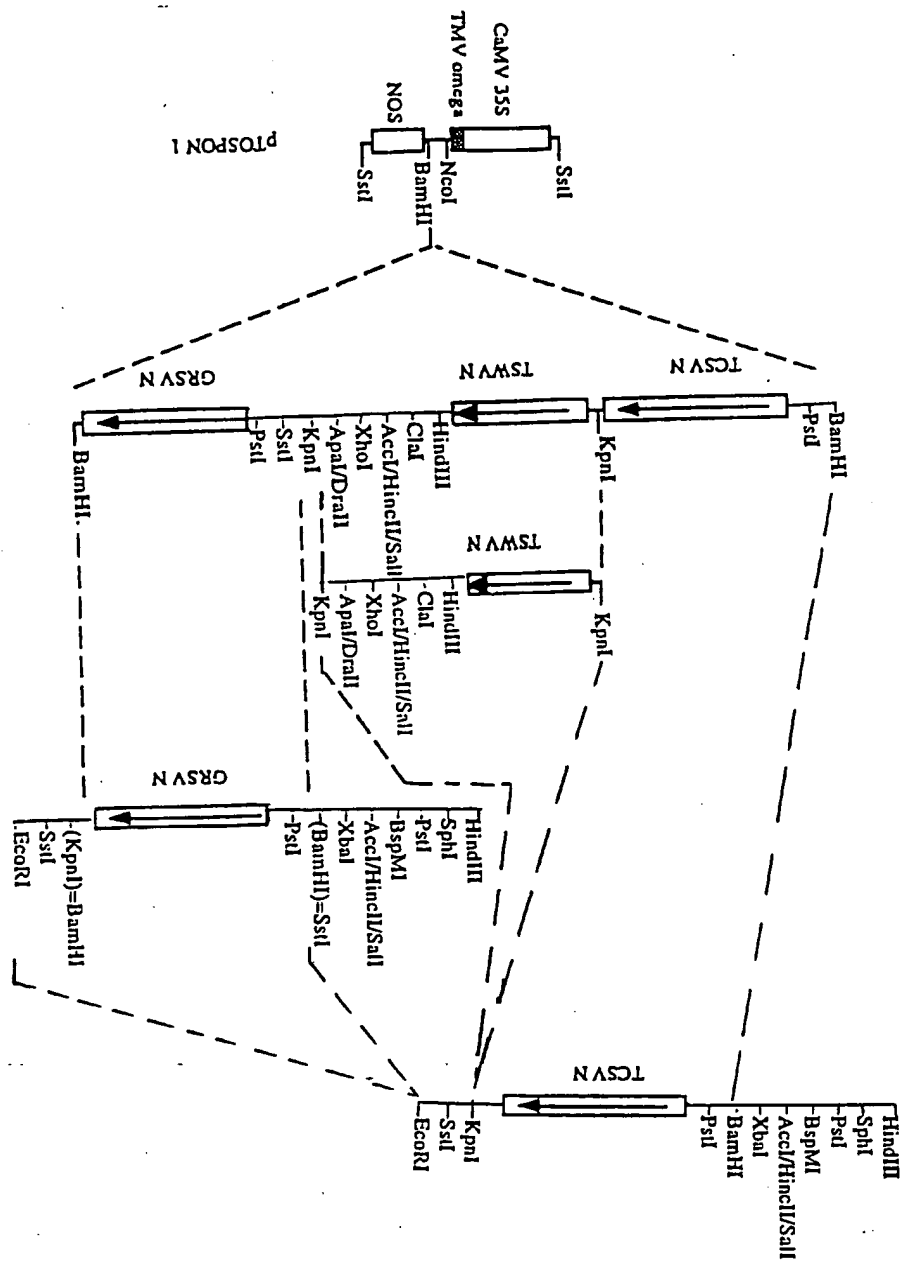 CaMV 35S
TMV omega
NOS
SstI
NcoI
BamHI
SstI
pTOSPON 1
TCSV N
TSWV N
GRSV N
BamHI
-PstI
KpnI
HindIII
-ClaI
-AccI/HincII/SalI
-XhoI
-ApaI/DraII
-KpnI
-SstI
-PstI
BamHI.
TSWV N
KpnI
-HindIII
-ClaI
-AccI/HincII/SalI
-XhoI
-ApaI/DraII
KpnI
GRSV N
HindIII
SphI
-PstI
-BspMI
-AccI/HincII/SalI
-XbaI
-(BamHI)=SstI
-PstI
-(KpnI)=BamHI
-SstI
.EcoRI
TCSV N
HindIII
-SphI
-PstI
-BspMI
AccI/HincII/SalI
-XbaI
.BamHI
-PstI
-KpnI
-SstI
-EcoRI